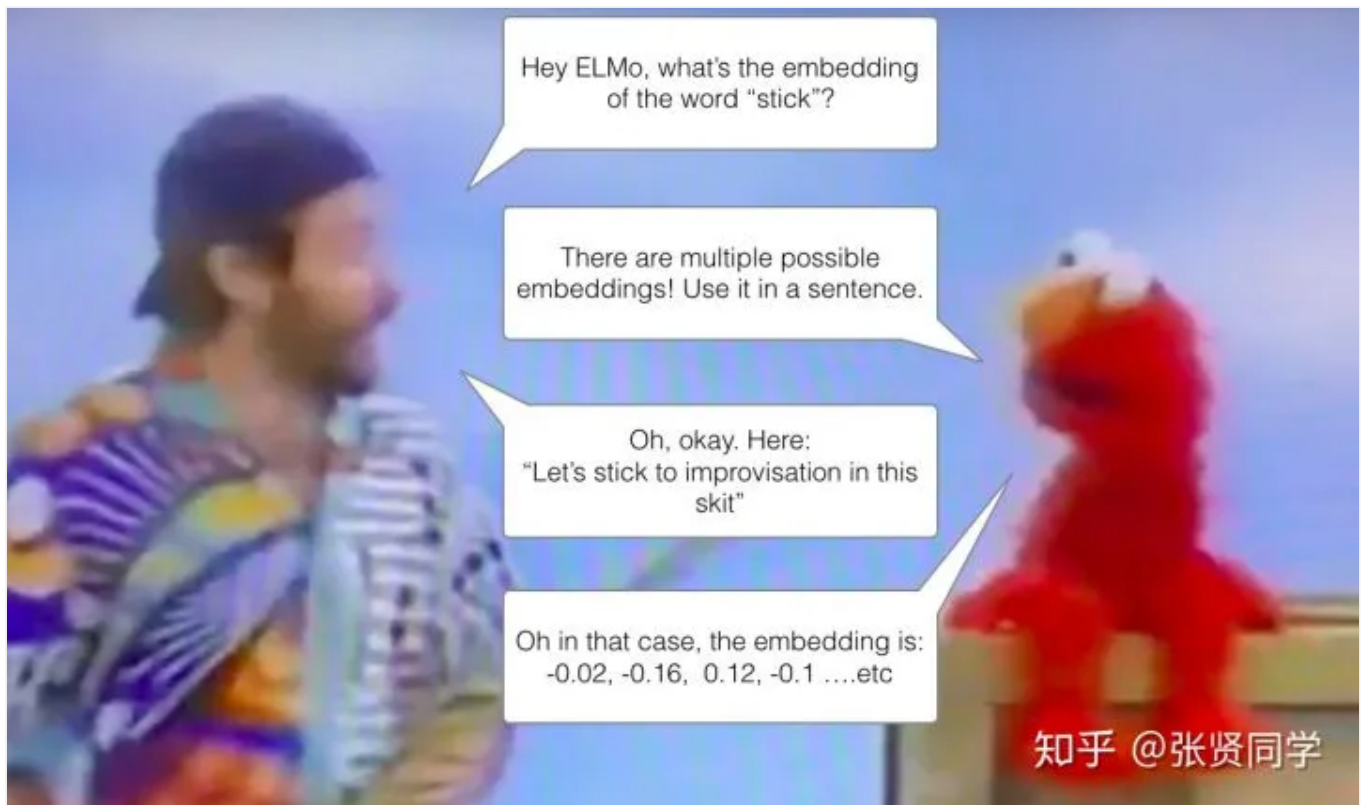 Hey ELMo, what's the embedding
of the word “stick”?
There are multiple possible
embeddings! Use it in a sentence.
Oh, okay. Here:
“Let's stick to improvisation in this
skit”
Oh in that case, the embedding is:
-0.02, -0.16,  0.12, -0.1 ....etc
知乎 @张贤同学